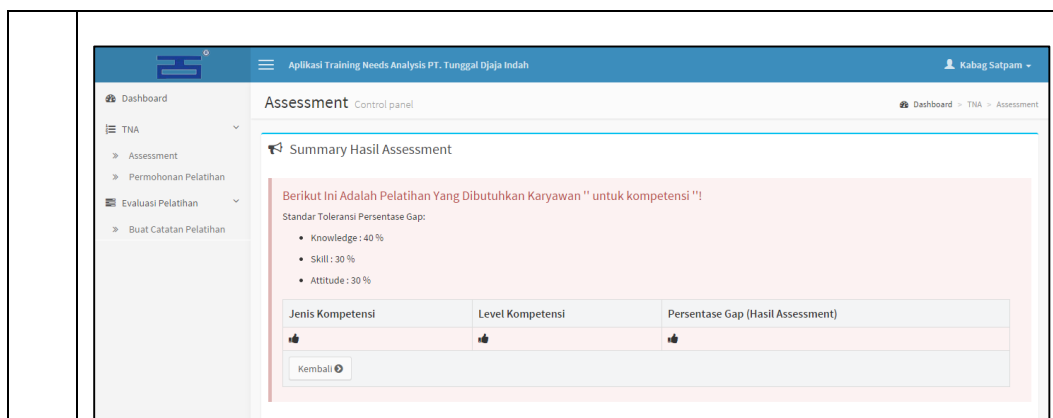 Aplikasi Training Needs Analysis PT. Tunggal Djaja Indah
Kabag Satpam
Dashboard
TNA
Assessment
Permohonan Pelatihan
Evaluasi Pelatihan
Buat Catatan Pelatihan
Assessment Control panel
Dashboard > TNA > Assessment
Summary Hasil Assessment
Berikut Ini Adalah Pelatihan Yang Dibutuhkan Karyawan '' untuk kompetensi ''!
Standar Toleransi Persentase Gap:
Knowledge : 40 %
Skill : 30 %
Attitude : 30 %
Jenis Kompetensi Level Kompetensi Persentase Gap (Hasil Assessment)
Kembali